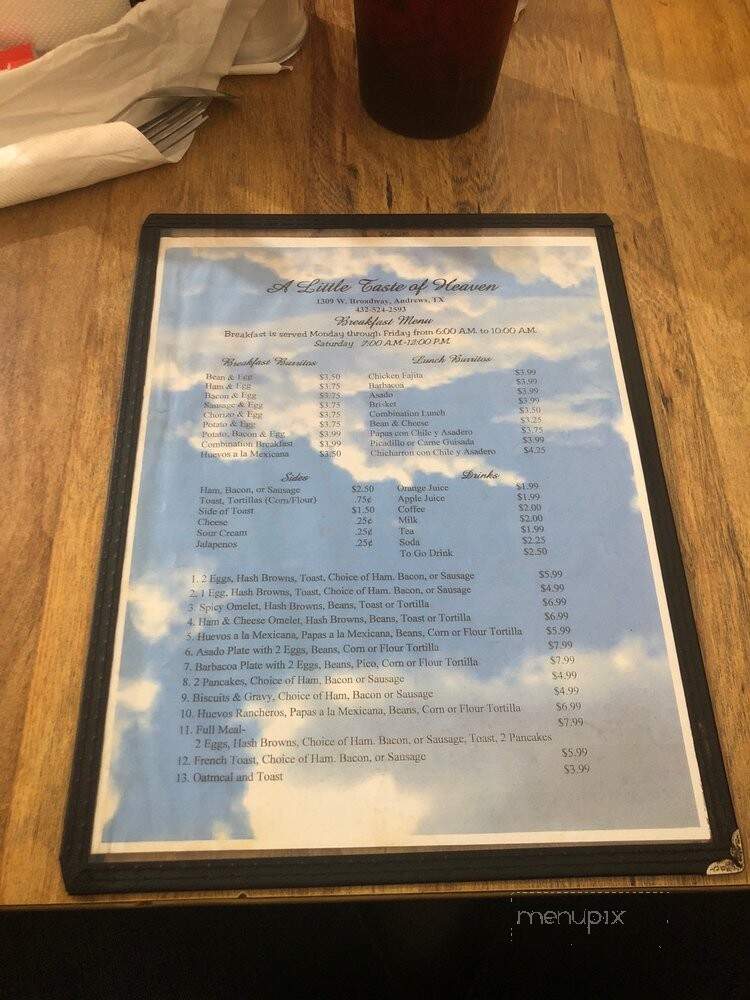 A Little Taste of Heaven
1309 W. Broadway, Andrews, TX
432-524-2593
Breakfast Menu
Breakfast is served Monday through Friday from 6:00 A.M. to 10:00 A.M.
Saturday 7:00 A.M.-12:00 P.M.
Breakfast Burritos
Bean & Egg $3.50
Ham & Egg $3.75
Bacon & Egg $3.75
Sausage & Egg $3.75
Chorizo & Egg $3.75
Potato & Egg $3.75
Potato, Bacon & Egg $3.99
Combination Breakfast $3.99
Huevos a la Mexicana $3.50
Lunch Burritos
Chicken Fajita $3.99
Barbacoa $3.99
Asado $3.99
Brisket $3.99
Combination Lunch $3.50
Bean & Cheese $3.25
Papas con Chile y Asadero $3.75
Picadillo or Carne Guisada $3.99
Chicharron con Chile y Asadero $4.25
Sides
Ham, Bacon, or Sausage $2.50
Toast, Tortillas (Corn/Flour) .75¢
Side of Toast $1.50
Cheese .25¢
Sour Cream .25¢
Jalapenos .25¢
Drinks
Orange Juice $1.99
Apple Juice $1.99
Coffee $2.00
Milk $2.00
Tea $1.99
Soda $2.25
To Go Drink $2.50
1. 2 Eggs, Hash Browns, Toast, Choice of Ham. Bacon, or Sausage $5.99
2. 1 Egg, Hash Browns, Toast, Choice of Ham. Bacon, or Sausage $4.99
3. Spicy Omelet, Hash Browns, Beans, Toast or Tortilla $6.99
4. Ham & Cheese Omelet, Hash Browns, Beans, Toast or Tortilla $6.99
5. Huevos a la Mexicana, Papas a la Mexicana, Beans, Corn or Flour Tortilla $5.99
6. Asado Plate with 2 Eggs, Beans, Corn or Flour Tortilla $7.99
7. Barbacoa Plate with 2 Eggs, Beans, Pico, Corn or Flour Tortilla $7.99
8. 2 Pancakes, Choice of Ham, Bacon or Sausage $4.99
9. Biscuits & Gravy, Choice of Ham, Bacon or Sausage $4.99
10. Huevos Rancheros, Papas a la Mexicana, Beans, Corn or Flour Tortilla $6.99
11. Full Meal- $7.99
2 Eggs, Hash Browns, Choice of Ham. Bacon, or Sausage, Toast, 2 Pancakes
12. French Toast, Choice of Ham. Bacon, or Sausage $5.99
13. Oatmeal and Toast $3.99
menupix